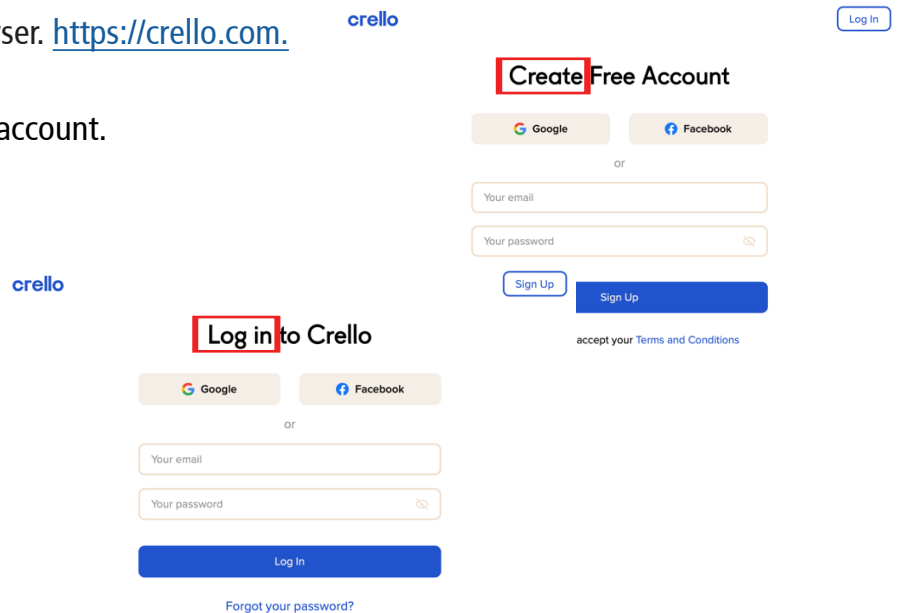 ser. https://crello.com.
account.
crello
Log In
Create Free Account
Google
Facebook
or
Your email
Your password
Sign Up
Sign Up
accept your Terms and Conditions
crello
Log in to Crello
Google
Facebook
or
Your email
Your password
Log In
Forgot your password?